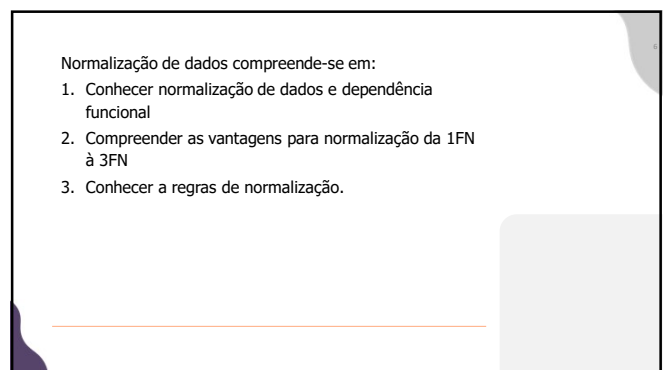 6
Normalização de dados compreende-se em:
1. Conhecer normalização de dados e dependência
funcional
2. Compreender as vantagens para normalização da 1FN
à 3FN
3. Conhecer a regras de normalização.